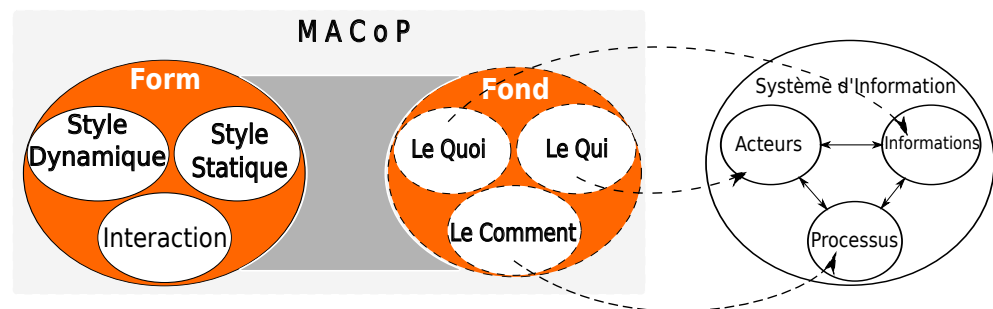 MACoP
Form
Style
Dynamique
Style
Statique
Interaction
Fond
Le Quoi
Le Qui
Le Comment
Système d'Information
Acteurs
Informations
Processus